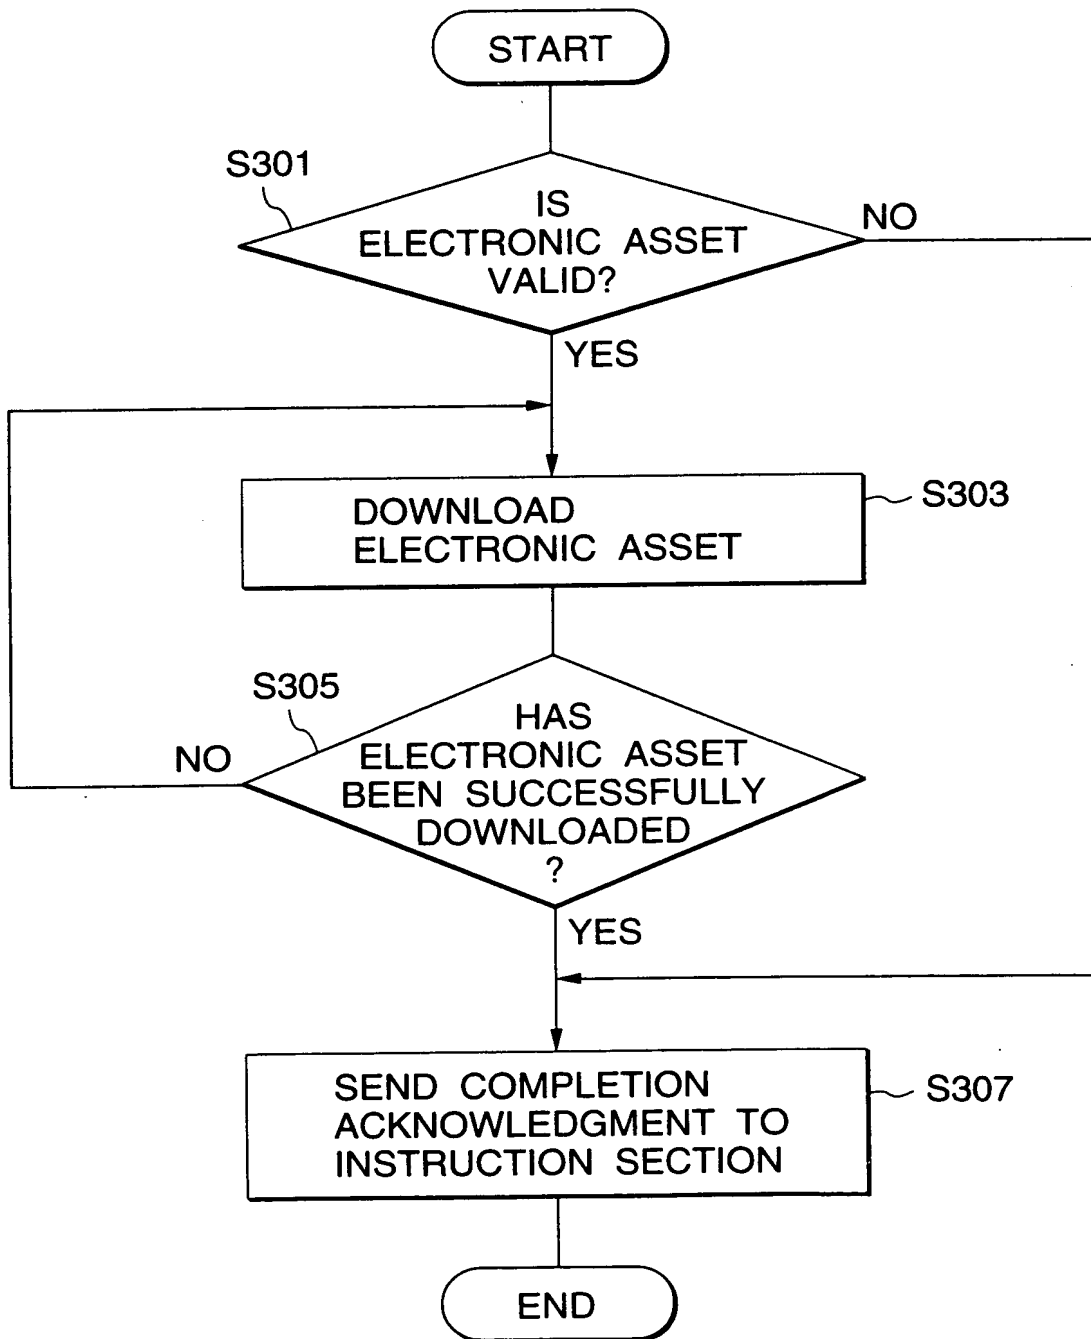 START
S301
IS
ELECTRONIC ASSET
VALID?
NO
YES
DOWNLOAD
ELECTRONIC ASSET
S303
S305
HAS
ELECTRONIC ASSET
BEEN SUCCESSFULLY
DOWNLOADED
?
NO
YES
SEND COMPLETION
ACKNOWLEDGMENT TO
INSTRUCTION SECTION
S307
END